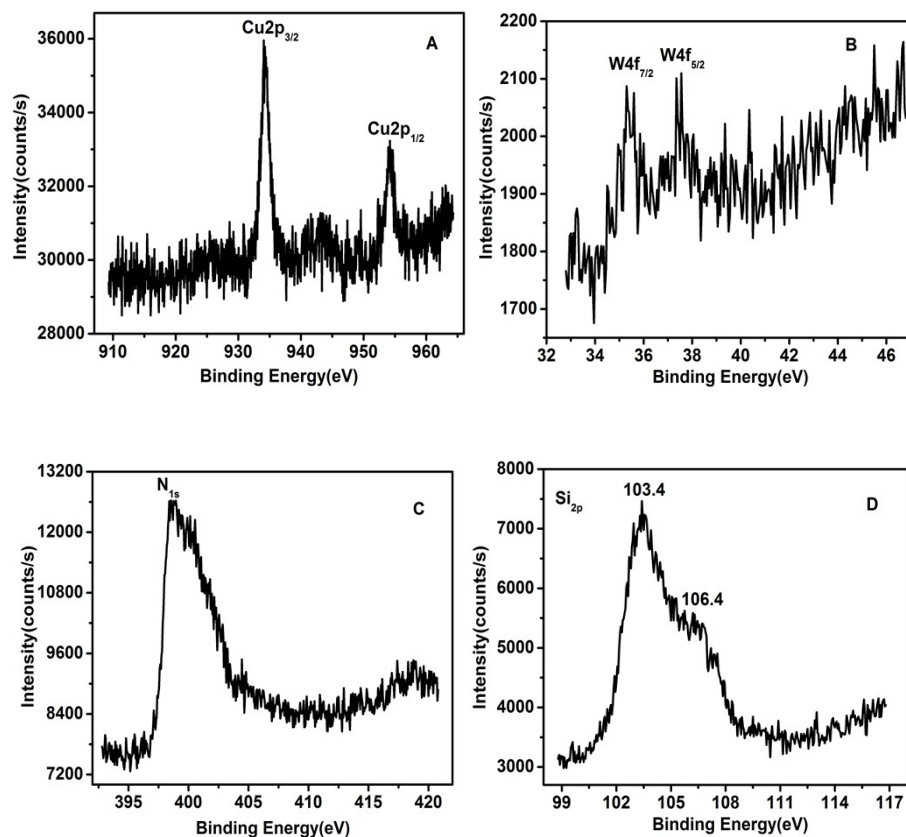 A
Cu2p3/2
Cu2p1/2
36000
34000
32000
30000
28000
910 920 930 940 950 960
Intensity(counts/s)
Binding Energy(eV)
B
W4f7/2
W4f5/2
2200
2100
2000
1900
1800
1700
32 34 36 38 40 42 44 46
Intensity(counts/s)
Binding Energy(eV)
C
N1s
13200
12000
10800
9600
8400
7200
395 400 405 410 415 420
Intensity(counts/s)
Binding Energy(eV)
D
Si2p
103.4
106.4
8000
7000
6000
5000
4000
3000
99 102 105 108 111 114 117
Intensity(counts/s)
Binding Energy(eV)